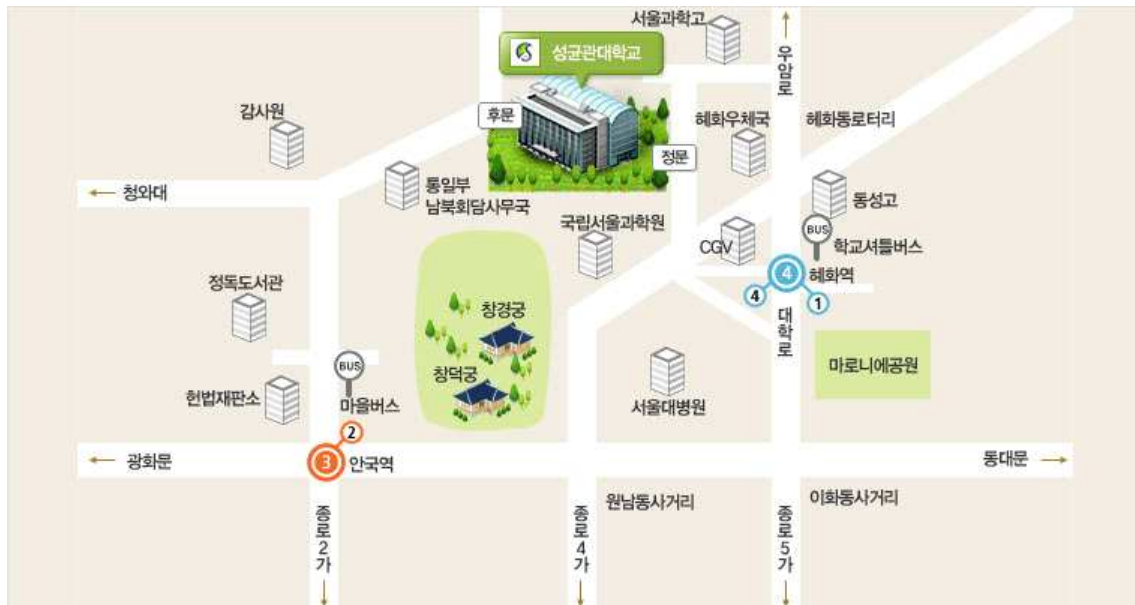 서울과학고
성균관대학교
우암로
감사원
후문
혜화우체국
혜화동로터리
정문
청와대
통일부
남북회담사무국
동성고
국립서울과학원
CGV
BUS
학교셔틀버스
정독도서관
4
혜화역
4
1
창경궁
대학로
BUS
창덕궁
마로니에공원
헌법재판소
마을버스
서울대병원
2
광화문
3
안국역
동대문
원남동사거리
이화동사거리
종로2가
종로4가
종로5가